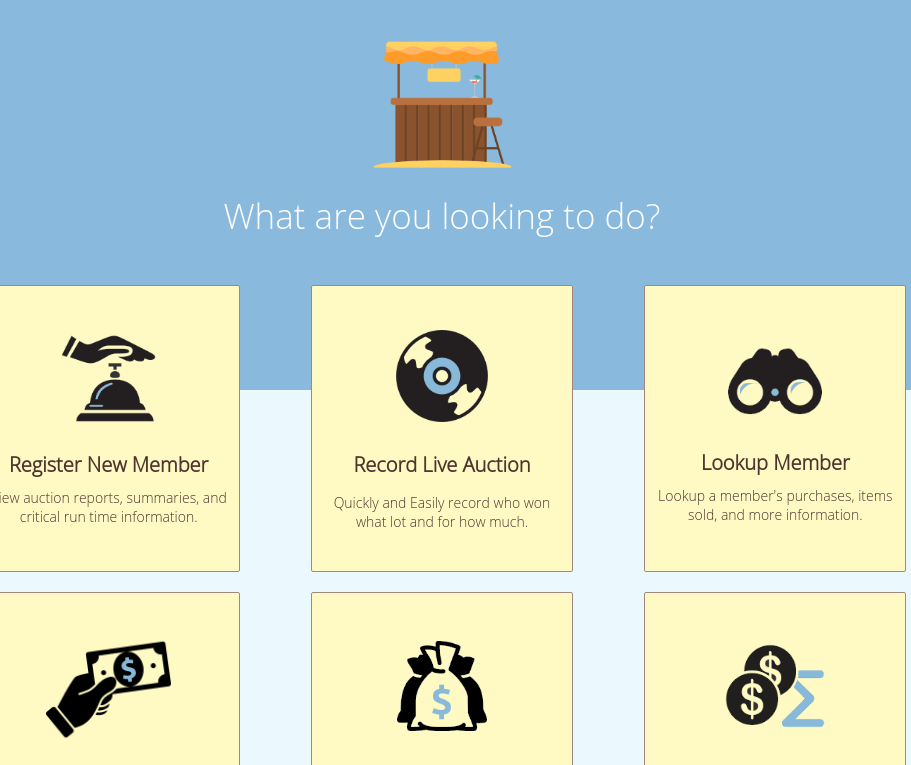 What are you looking to do?
Register New Member
auction reports, summaries, and
critical run time information.
Record Live Auction
Quickly and Easily record who won
what lot and for how much.
Lookup Member
Lookup a member's purchases, items
sold, and more information.
$
$
$
$
Σ